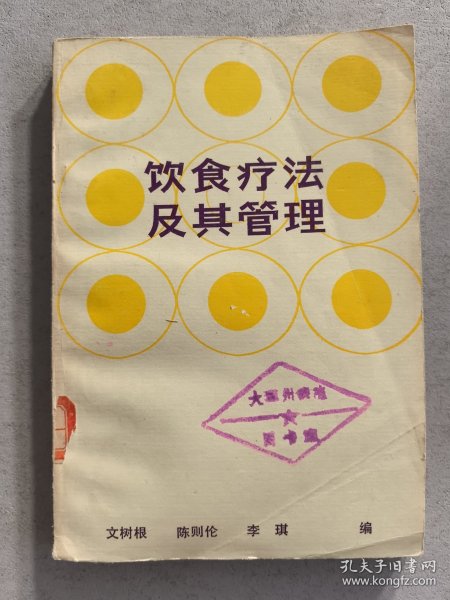 饮食疗法
及其管理
文树根 陈则伦 李琪 编
孔夫子旧书网
www.kongfz.com